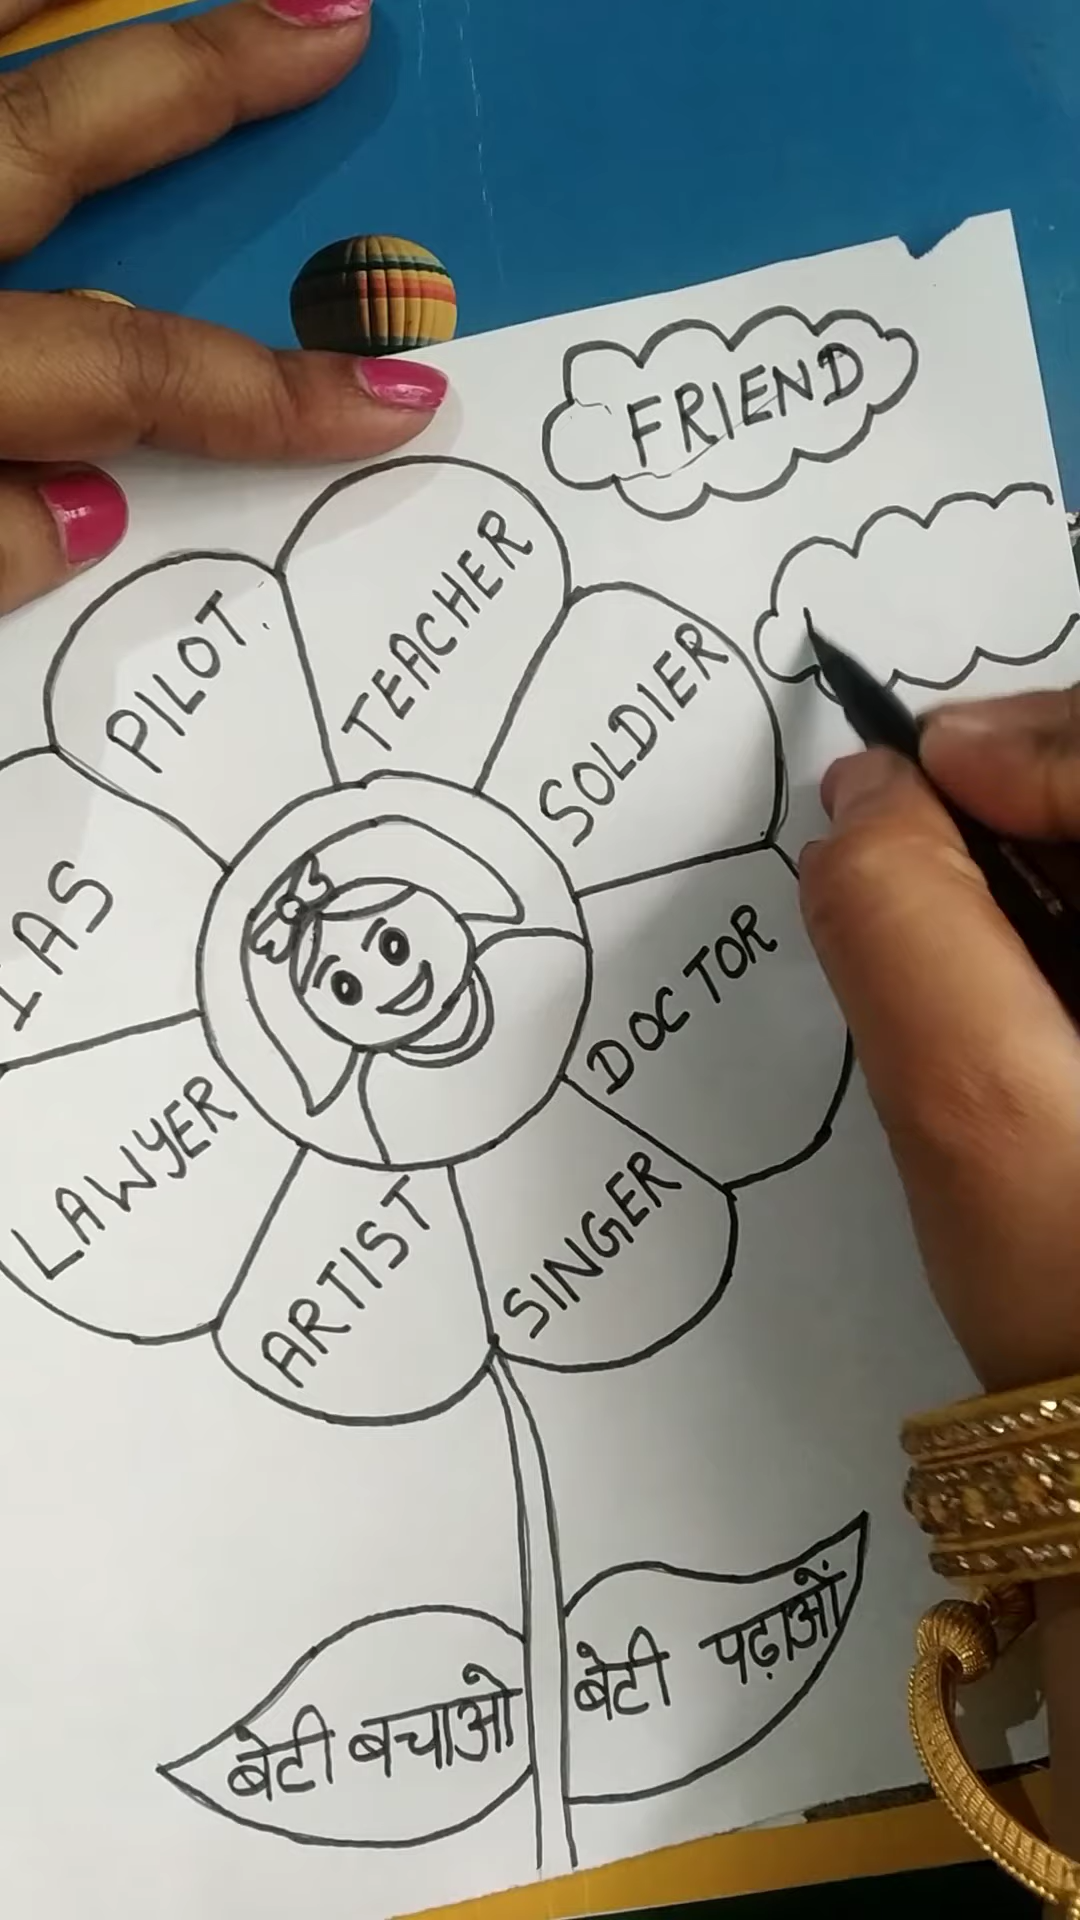 FRIEND
TEACHER
PILOT
SOLDIER
IAS
DOCTOR
LAWYER
SINGER
ARTIST
बेटी बचाओ
बेटी पढ़ाओं